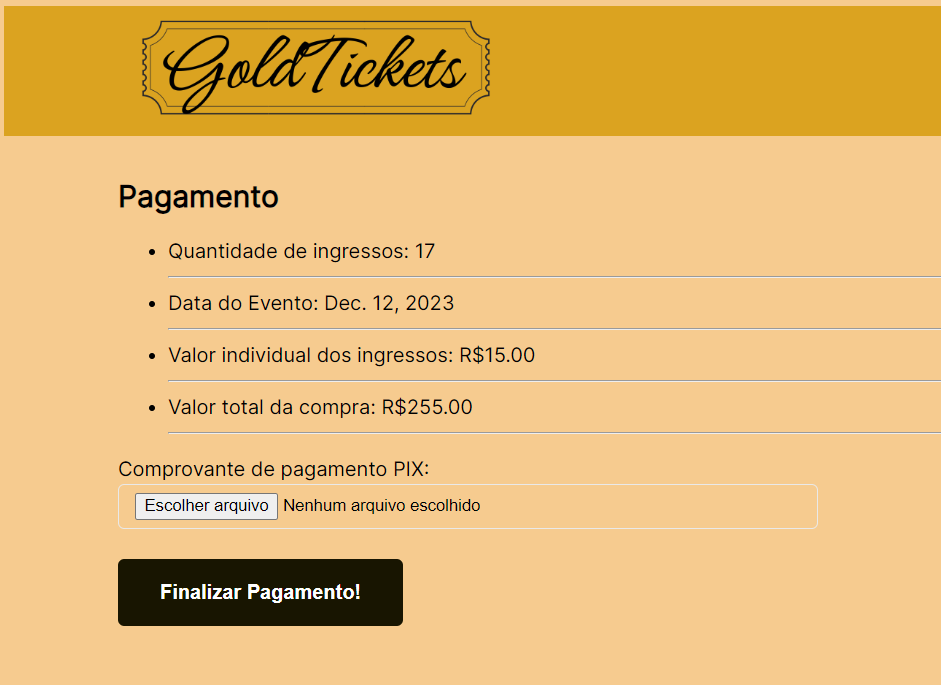 GoldTickets
Pagamento
Quantidade de ingressos: 17
Data do Evento: Dec. 12, 2023
Valor individual dos ingressos: R$15.00
Valor total da compra: R$255.00
Comprovante de pagamento PIX:
Escolher arquivo Nenhum arquivo escolhido
Finalizar Pagamento!